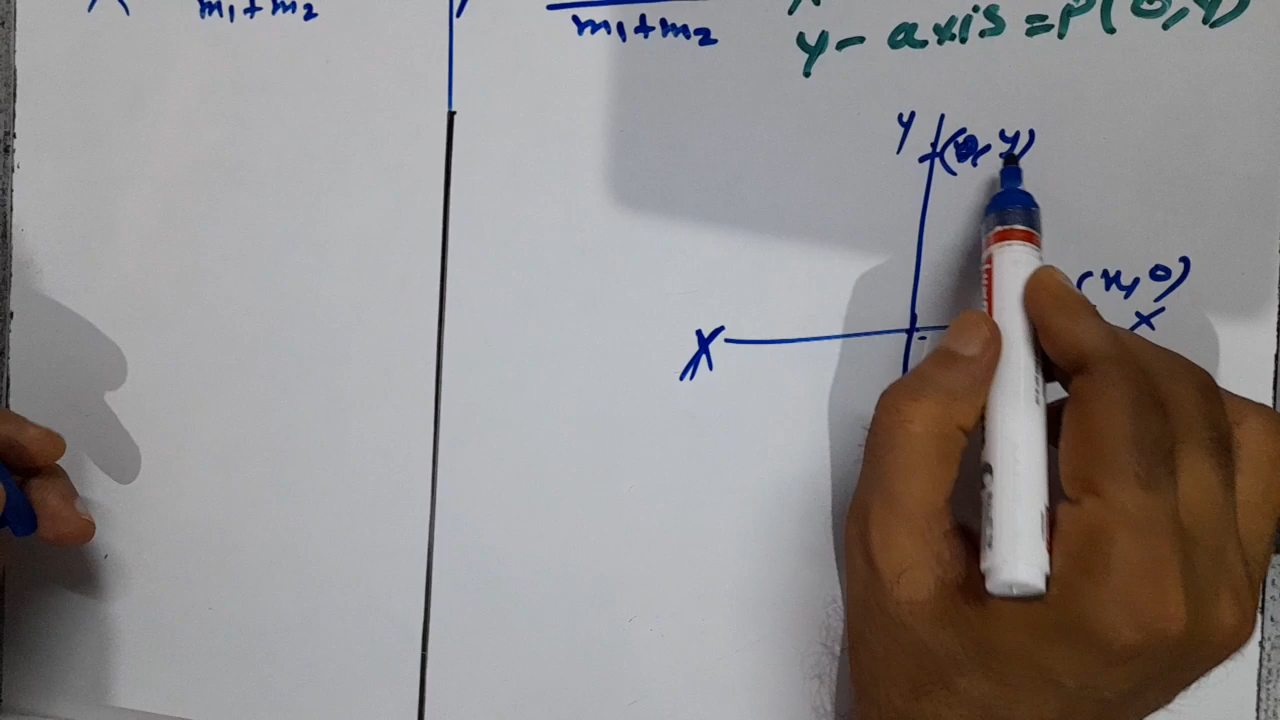 m₁+m₂
m₁+m₂
y-axis = P(0,y)
y
(0, y)
(x, 0)
X
X